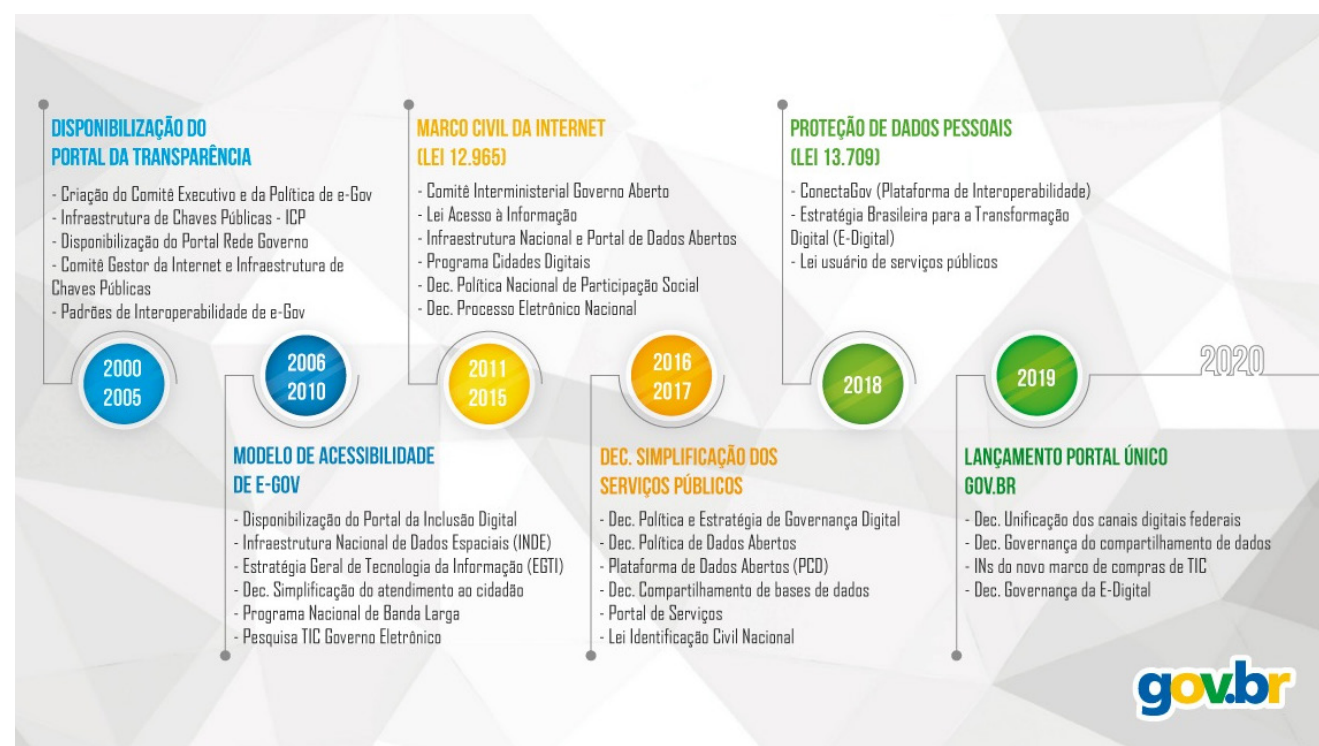 DISPONIBILIZAÇÃO DO
PORTAL DA TRANSPARÊNCIA
- Criação do Comitê Executivo e da Política de e-Gov
- Infraestrutura de Chaves Públicas - ICP
- Disponibilização do Portal Rede Governo
- Comitê Gestor da Internet e Infraestrutura de
Chaves Públicas
- Padrões de Interoperabilidade de e-Gov
2000
2005
2006
2010
MODELO DE ACESSIBILIDADE
DE E-GOV
- Disponibilização do Portal da Inclusão Digital
- Infraestrutura Nacional de Dados Espaciais (INDE)
- Estratégia Geral de Tecnologia da Informação (EGTI)
- Dec. Simplificação do atendimento ao cidadão
- Programa Nacional de Banda Larga
- Pesquisa TIC Governo Eletrônico
MARCO CIVIL DA INTERNET
(LEI 12.965)
- Comitê Interministerial Governo Aberto
- Lei Acesso à Informação
- Infraestrutura Nacional e Portal de Dados Abertos
- Programa Cidades Digitais
- Dec. Política Nacional de Participação Social
- Dec. Processo Eletrônico Nacional
2011
2015
2016
2017
DEC. SIMPLIFICAÇÃO DOS
SERVIÇOS PÚBLICOS
- Dec. Política e Estratégia de Governança Digital
- Dec. Política de Dados Abertos
- Plataforma de Dados Abertos (PCD)
- Dec. Compartilhamento de bases de dados
- Portal de Serviços
- Lei Identificação Civil Nacional
PROTEÇÃO DE DADOS PESSOAIS
(LEI 13.709)
- ConectaGov (Plataforma de Interoperabilidade)
- Estratégia Brasileira para a Transformação
Digital (E-Digital)
- Lei usuário de serviços públicos
2018
2019
LANÇAMENTO PORTAL ÚNICO
GOV.BR
- Dec. Unificação dos canais digitais federais
- Dec. Governança do compartilhamento de dados
- INs do novo marco de compras de TIC
- Dec. Governança da E-Digital
2020
gov.br